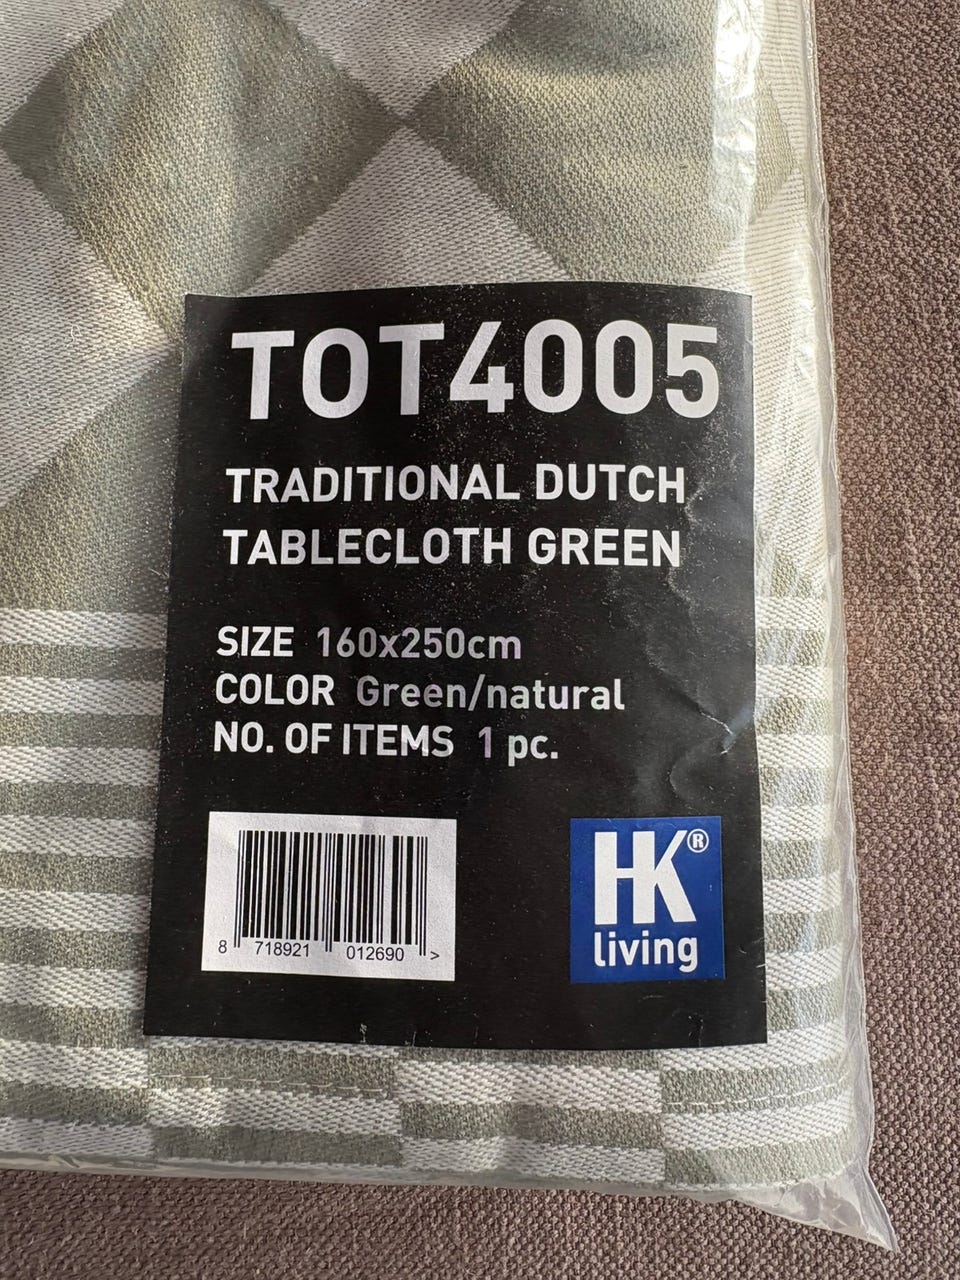 TOT4005
TRADITIONAL DUTCH
TABLECLOTH GREEN
SIZE 160x250cm
COLOR Green/natural
NO. OF ITEMS 1 pc.
8 718921 012690 >
HK®
living